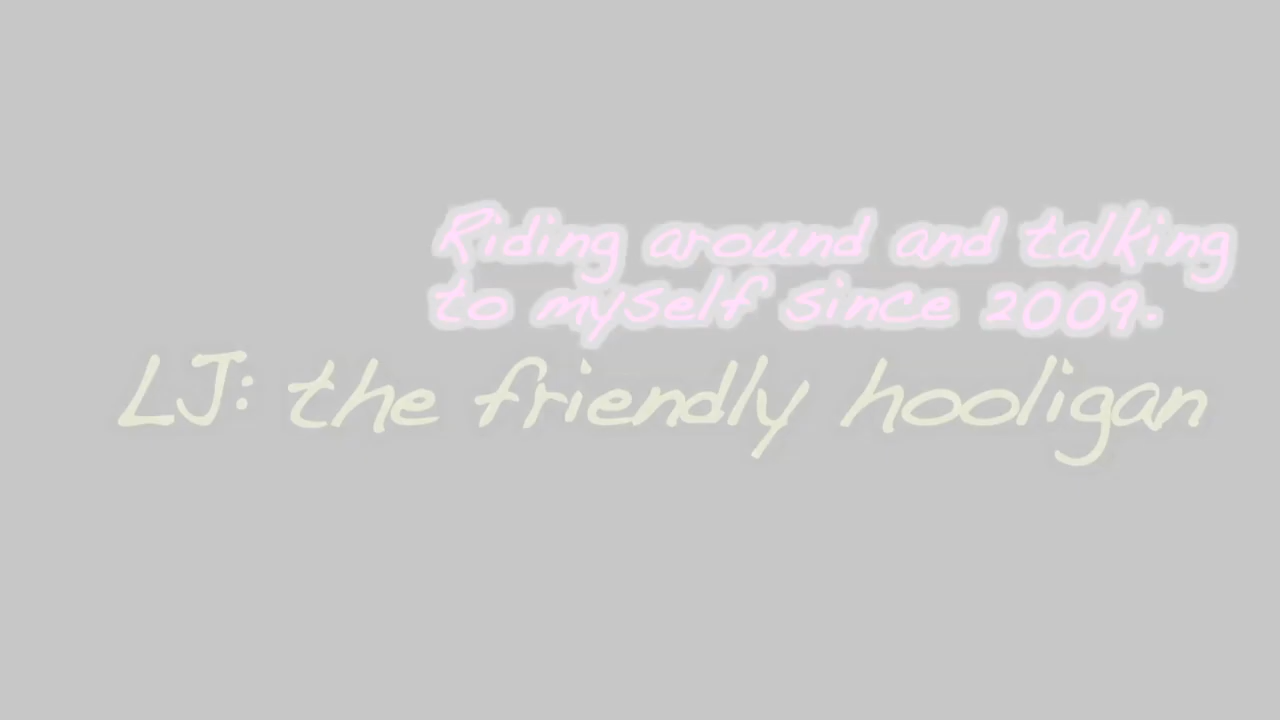 Riding around and talking
to myself since 2009.
LJ: the friendly hooligan